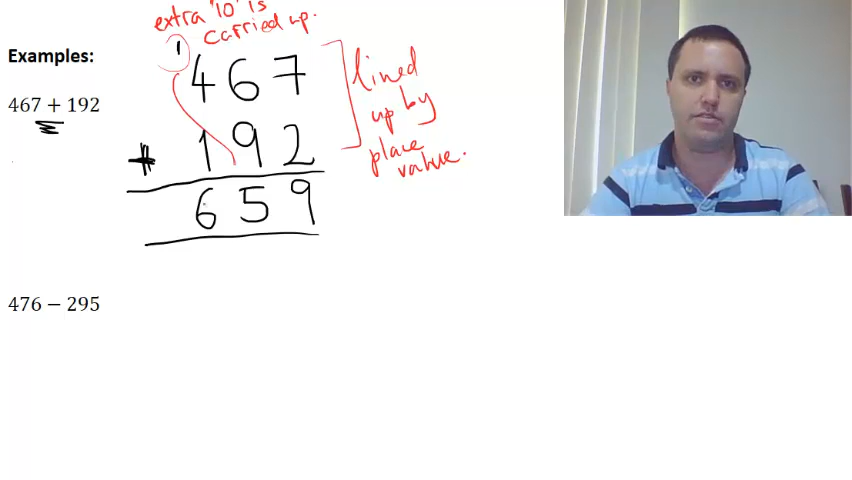 extra '10' is
carried up.
Examples:
467 + 192
1
467
+ 192
659
lined
up by
place
value.
476 − 295